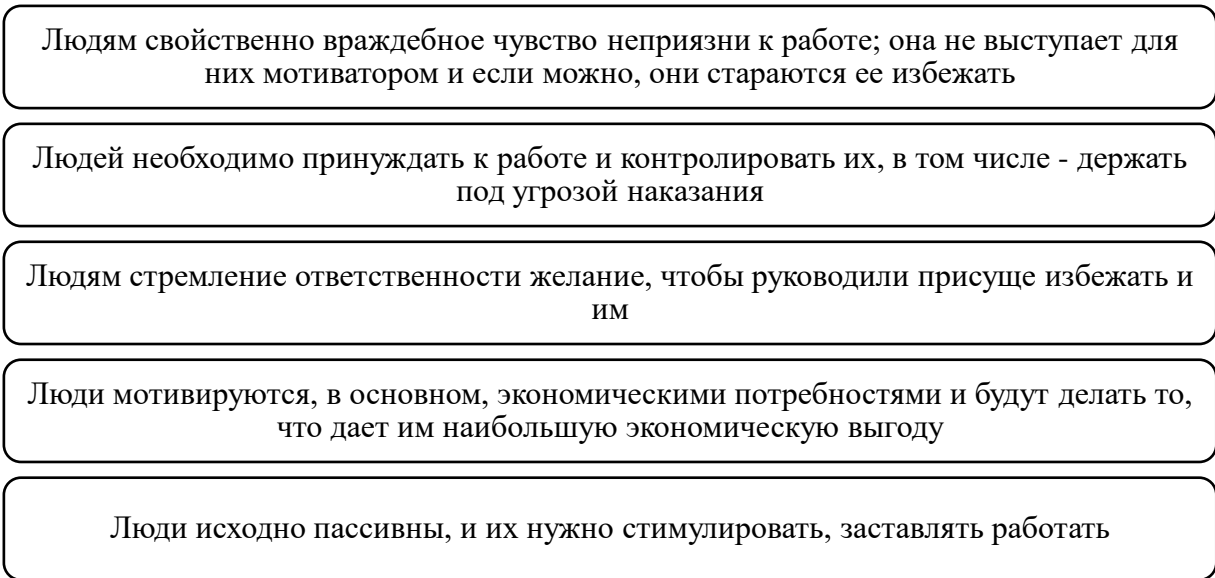 Людям свойственно враждебное чувство неприязни к работе; она не выступает для
них мотиватором и если можно, они стараются ее избежать
Людей необходимо принуждать к работе и контролировать их, в том числе - держать
под угрозой наказания
Людям стремление ответственности желание, чтобы руководили присуще избежать и
им
Люди мотивируются, в основном, экономическими потребностями и будут делать то,
что дает им наибольшую экономическую выгоду
Люди исходно пассивны, и их нужно стимулировать, заставлять работать